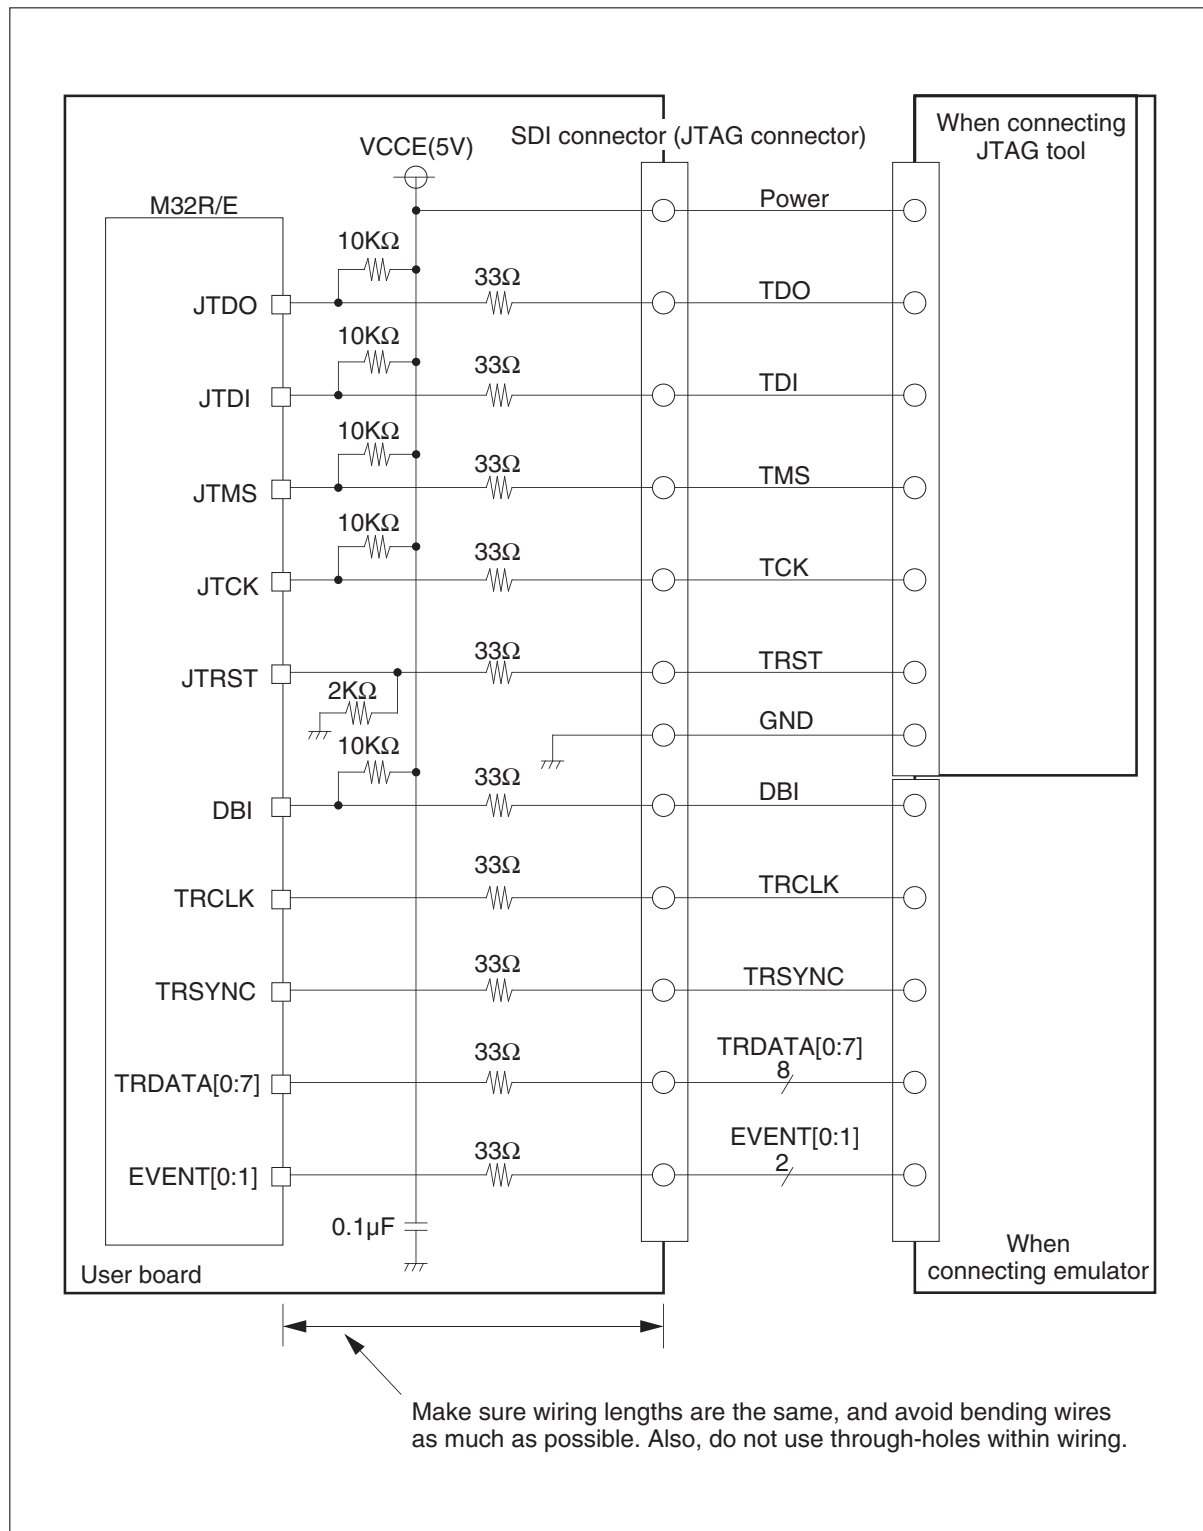 SDI connector (JTAG connector)
When connecting
JTAG tool
VCCE(5V)
M32R/E
Power
10KΩ
33Ω
TDO
JTDO
10KΩ
33Ω
TDI
JTDI
10KΩ
33Ω
TMS
JTMS
10KΩ
33Ω
TCK
JTCK
33Ω
TRST
JTRST
2KΩ
GND
10KΩ
33Ω
DBI
DBI
33Ω
TRCLK
TRCLK
33Ω
TRSYNC
TRSYNC
33Ω
TRDATA[0:7]
8
TRDATA[0:7]
33Ω
EVENT[0:1]
2
EVENT[0:1]
0.1µF
When
connecting emulator
User board
Make sure wiring lengths are the same, and avoid bending wires
as much as possible. Also, do not use through-holes within wiring.